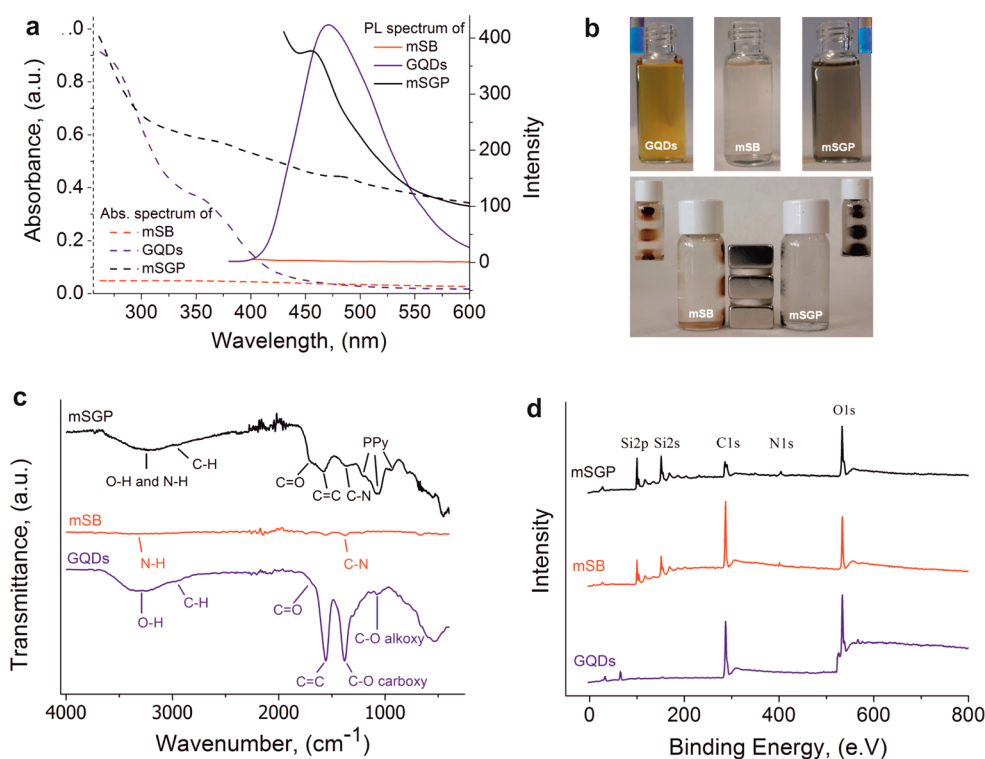 a
Absorbance, (a.u.)
.0
0.8
0.6
0.4
0.2
0.0
300
350
400
450
500
550
600
Wavelength, (nm)
400
300
200
100
0
Intensity
PL spectrum of
mSB
GQDs
mSGP
Abs. spectrum of
mSB
GQDs
mSGP
b
GQDs
mSB
mSGP
mSB
mSGP
c
Transmittance, (a.u.)
mSGP
O-H and N-H
C-H
C=O
C=C
C-N
PPy
mSB
N-H
C-N
GQDs
O-H
C-H
C=O
C=C
C-O alkoxy
C-O carboxy
4000
3000
2000
1000
Wavenumber, (cm⁻¹)
d
Intensity
Si2p
Si2s
C1s
N1s
O1s
mSGP
mSB
GQDs
0
200
400
600
800
Binding Energy, (e.V)